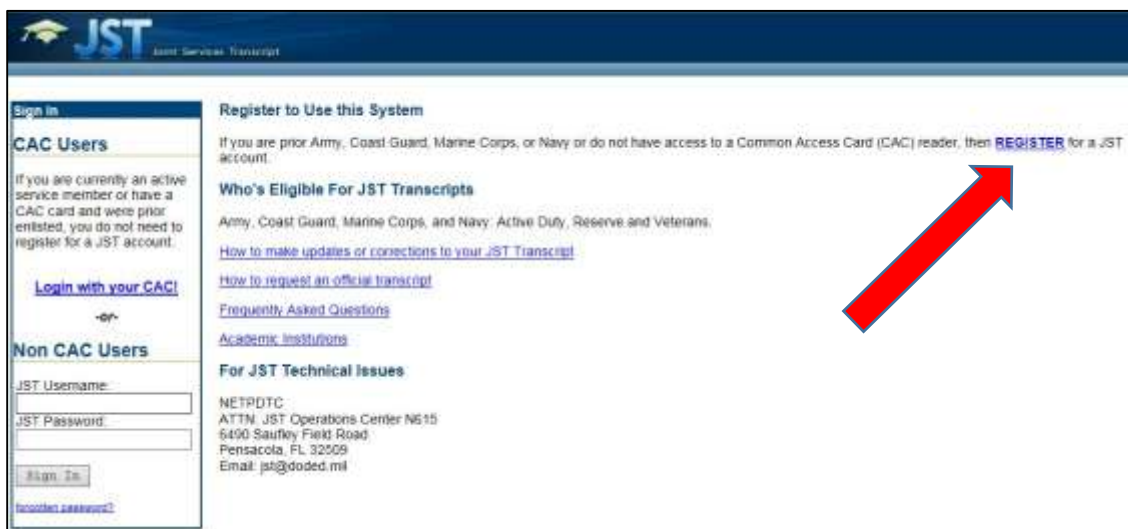 JST Joint Services Transcript
Sign In
CAC Users
If you are currently an active
service member or have a
CAC card and were prior
enlisted, you do not need to
register for a JST account.
Login with your CAC!
-or-
Non CAC Users
JST Username:
JST Password:
Sign In
forgotten password?
Register to Use this System
If you are prior Army, Coast Guard, Marine Corps, or Navy or do not have access to a Common Access Card (CAC) reader, then REGISTER for a JST
account.
Who's Eligible For JST Transcripts
Army, Coast Guard, Marine Corps, and Navy: Active Duty, Reserve and Veterans.
How to make updates or corrections to your JST Transcript
How to request an official transcript
Frequently Asked Questions
Academic Institutions
For JST Technical Issues
NETPDTC
ATTN: JST Operations Center N615
6490 Saufley Field Road
Pensacola, FL 32509
Email: jst@doded.mil